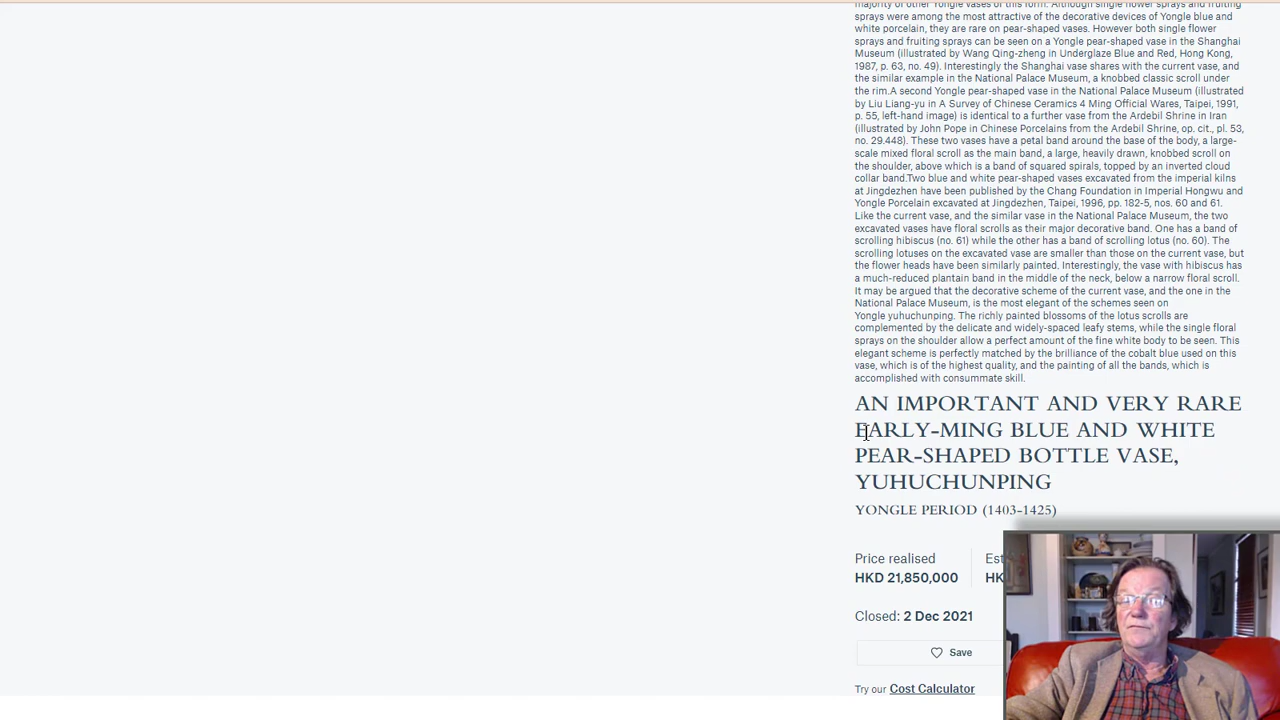 majority of other Yongle vases of this form. Although single flower sprays and fruiting
sprays were among the most attractive of the decorative devices of Yongle blue and
white porcelain, they are rare on pear-shaped vases. However both single flower
sprays and fruiting sprays can be seen on a Yongle pear-shaped vase in the Shanghai
Museum (illustrated by Wang Qing-zheng in Underglaze Blue and Red, Hong Kong,
1987, p. 63, no. 49). Interestingly the Shanghai vase shares with the current vase, and
the similar example in the National Palace Museum, a knobbed classic scroll under
the rim.A second Yongle pear-shaped vase in the National Palace Museum (illustrated
by Liu Liang-yu in A Survey of Chinese Ceramics 4 Ming Official Wares, Taipei, 1991,
p. 55, left-hand image) is identical to a further vase from the Ardebil Shrine in Iran
(illustrated by John Pope in Chinese Porcelains from the Ardebil Shrine, op. cit., pl. 53,
no. 29.448). These two vases have a petal band around the base of the body, a large-
scale mixed floral scroll as the main band, a large, heavily drawn, knobbed scroll on
the shoulder, above which is a band of squared spirals, topped by an inverted cloud
collar band.Two blue and white pear-shaped vases excavated from the imperial kilns
at Jingdezhen have been published by the Chang Foundation in Imperial Hongwu and
Yongle Porcelain excavated at Jingdezhen, Taipei, 1996, pp. 182-5, nos. 60 and 61.
Like the current vase, and the similar vase in the National Palace Museum, the two
excavated vases have floral scrolls as their major decorative band. One has a band of
scrolling hibiscus (no. 61) while the other has a band of scrolling lotus (no. 60). The
scrolling lotuses on the excavated vase are smaller than those on the current vase, but
the flower heads have been similarly painted. Interestingly, the vase with hibiscus has
a much-reduced plantain band in the middle of the neck, below a narrow floral scroll.
It may be argued that the decorative scheme of the current vase, and the one in the
National Palace Museum, is the most elegant of the schemes seen on
Yongle yuhuchunping. The richly painted blossoms of the lotus scrolls are
complemented by the delicate and widely-spaced leafy stems, while the single floral
sprays on the shoulder allow a perfect amount of the fine white body to be seen. This
elegant scheme is perfectly matched by the brilliance of the cobalt blue used on this
vase, which is of the highest quality, and the painting of all the bands, which is
accomplished with consummate skill.
AN IMPORTANT AND VERY RARE
EARLY-MING BLUE AND WHITE
PEAR-SHAPED BOTTLE VASE,
YUHUCHUNPING
YONGLE PERIOD (1403-1425)
Price realised
HKD 21,850,000
Closed: 2 Dec 2021
Save
Try our Cost Calculator